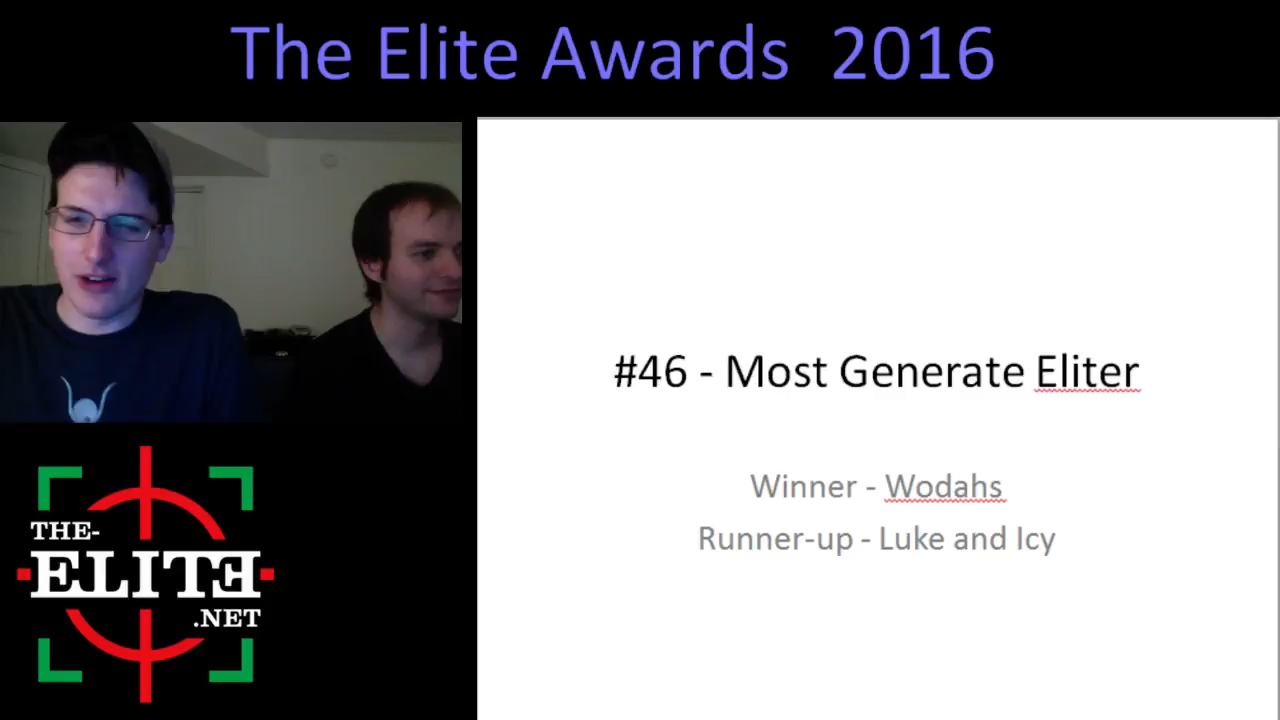 The Elite Awards 2016
#46 - Most Generate Eliter
Winner - Wodahs
Runner-up - Luke and Icy
THE-
ELITE
.NET